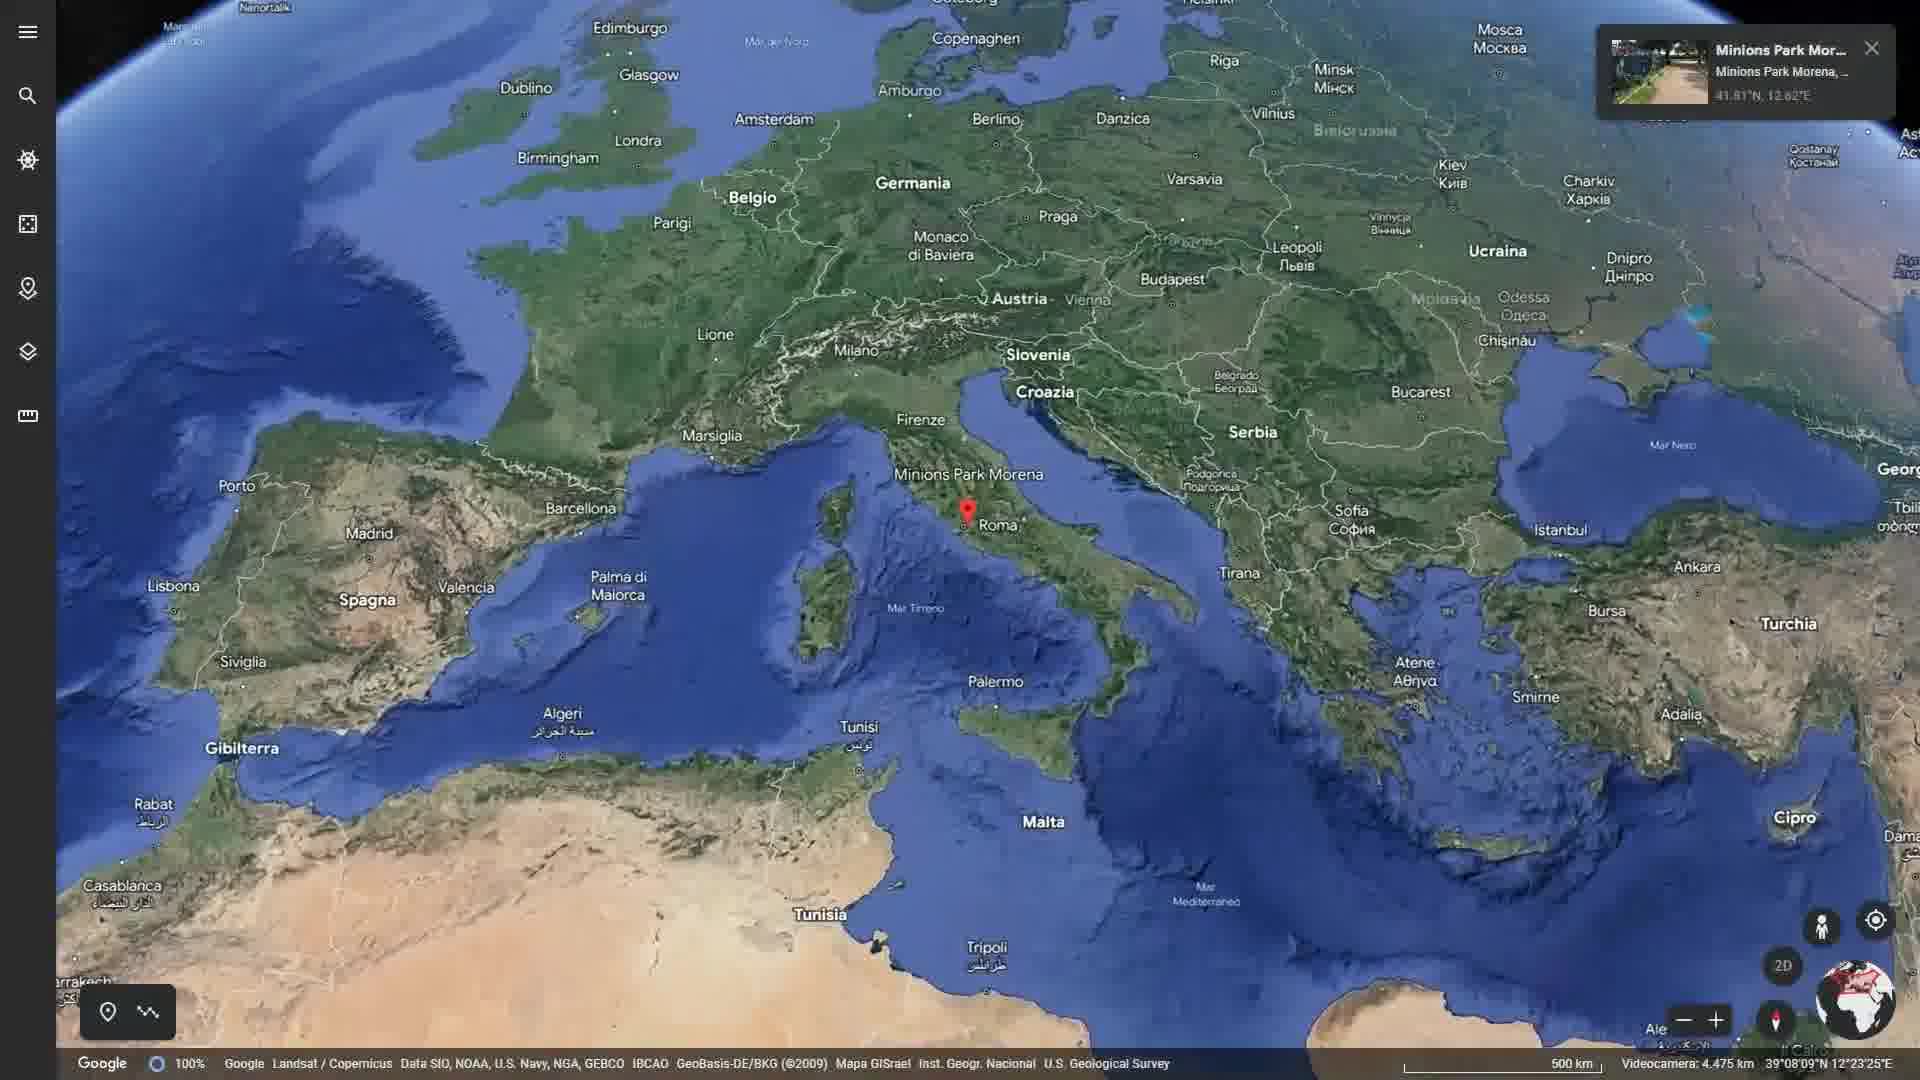 Nanortalik
Edimburgo
Glasgow
Dublino
Birmingham
Londra
Mar del Nord
Copenaghen
Amburgo
Amsterdam
Berlino
Danzica
Riga
Minsk
Мінск
Vilnius
Bielorussia
Mosca
Москва
Minions Park Mor...
Minions Park Morena, ...
41.81°N, 12.62°E
Qostanay
Қостанай
Belgio
Germania
Varsavia
Kiev
Київ
Charkiv
Харків
Parigi
Praga
Monaco
di Baviera
Vinnycja
Вінниця
Leopoli
Львів
Ucraina
Dnipro
Дніпро
Budapest
Austria
Vienna
Moldavia
Odessa
Одеса
Lione
Milano
Slovenia
Chișinău
Croazia
Belgrado
Београд
Bucarest
Firenze
Marsiglia
Serbia
Mar Nero
Minions Park Morena
Podgorica
Подгорица
Porto
Barcellona
Madrid
Roma
Sofia
София
Istanbul
Tirana
Ankara
Lisbona
Valencia
Palma di
Maiorca
Spagna
Mar Tirreno
Bursa
Turchia
Siviglia
Palermo
Atene
Αθήνα
Smirne
Adalia
Algeri
مدينة الجزائر
Tunisi
تونس
Gibilterra
Rabat
الرباط
Malta
Cipro
Casablanca
الدار البيضاء
Mar
Mediterraneo
Tunisia
Tripoli
طرابلس
2D
Il Cairo
Google 100% Google Landsat / Copernicus Data SIO, NOAA, U.S. Navy, NGA, GEBCO IBCAO GeoBasis-DE/BKG (©2009) Mapa GISrael Inst. Geogr. Nacional U.S. Geological Survey 500 km Videocamera: 4.475 km 39°08'09"N 12°23'25"E